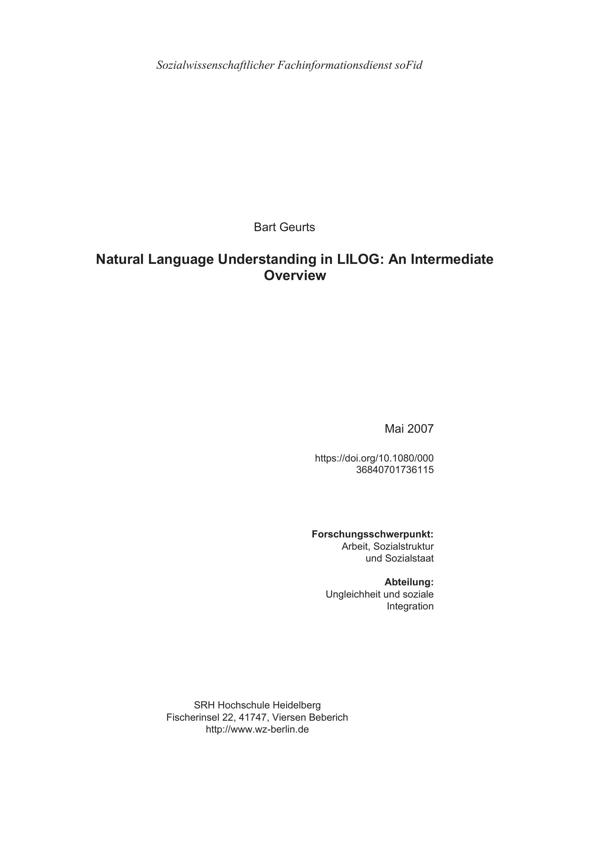 Sozialwissenschaftlicher Fachinformationsdienst soFid
Bart Geurts
Natural Language Understanding in LILOG: An Intermediate
Overview
Mai 2007
https://doi.org/10.1080/000
36840701736115
Forschungsschwerpunkt:
Arbeit, Sozialstruktur
und Sozialstaat
Abteilung:
Ungleichheit und soziale
Integration
SRH Hochschule Heidelberg
Fischerinsel 22, 41747, Viersen Beberich
http://www.wz-berlin.de